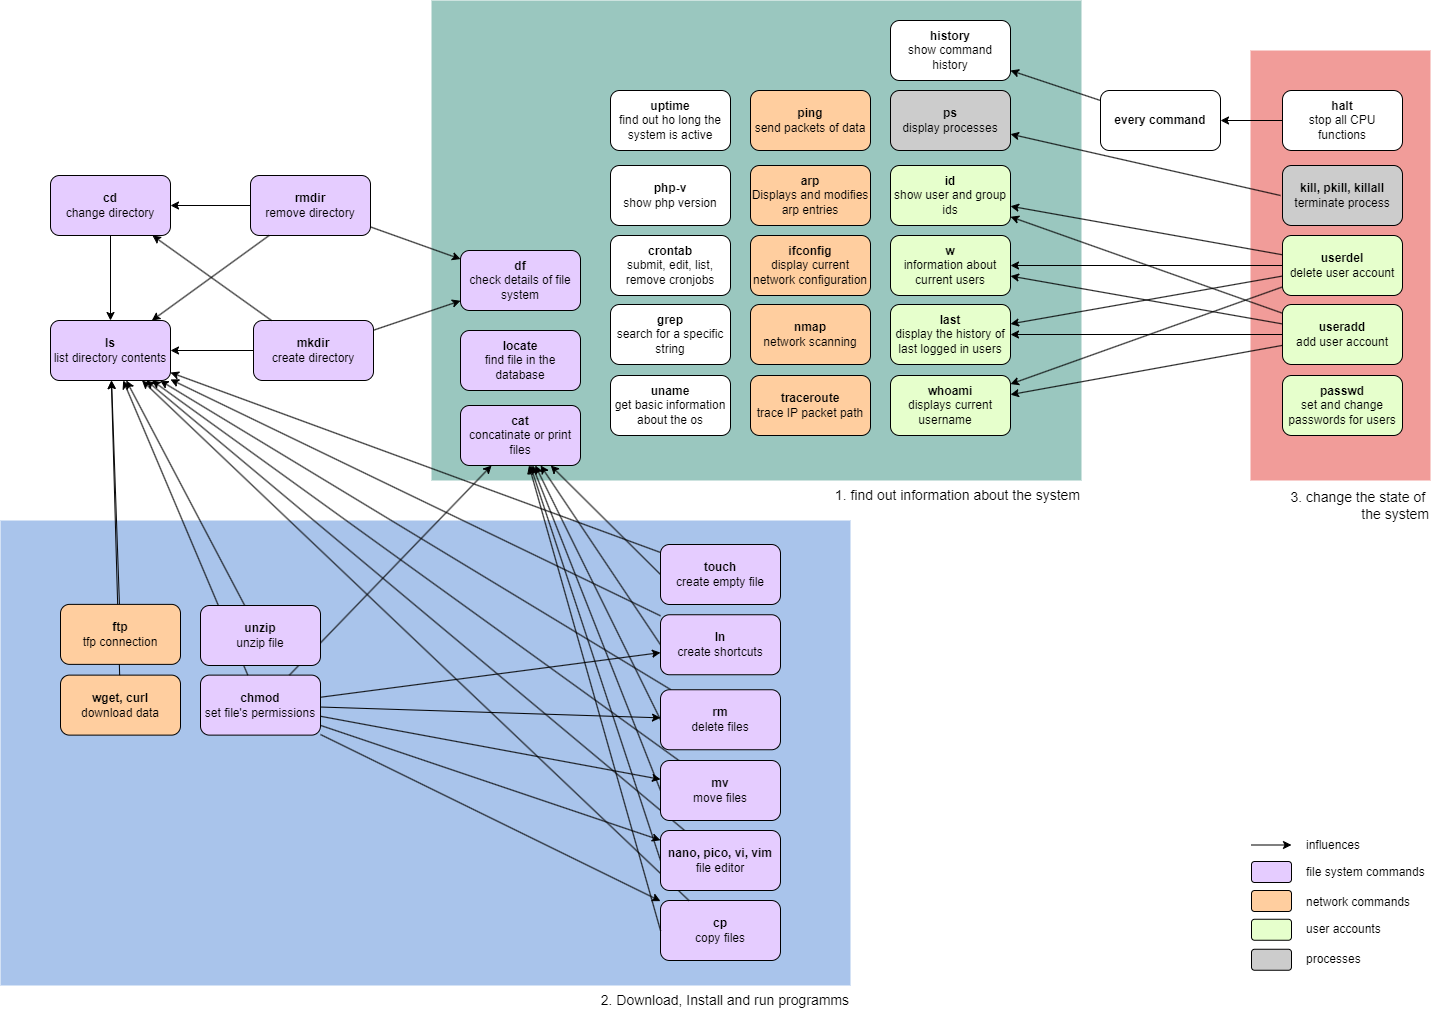 history
show command
history
uptime
find out ho long the
system is active
ping
send packets of data
ps
display processes
every command
halt
stop all CPU
functions
php-v
show php version
arp
Displays and modifies
arp entries
id
show user and group
ids
kill, pkill, killall
terminate process
cd
change directory
rmdir
remove directory
df
check details of file
system
crontab
submit, edit, list,
remove cronjobs
ifconfig
display current
network configuration
w
information about
current users
userdel
delete user account
ls
list directory contents
mkdir
create directory
locate
find file in the
database
grep
search for a specific
string
nmap
network scanning
last
display the history of
last logged in users
useradd
add user account
cat
concatinate or print
files
uname
get basic information
about the os
traceroute
trace IP packet path
whoami
displays current
username
passwd
set and change
passwords for users
1. find out information about the system
3. change the state of
the system
touch
create empty file
ftp
tfp connection
unzip
unzip file
ln
create shortcuts
wget, curl
download data
chmod
set file's permissions
rm
delete files
mv
move files
nano, pico, vi, vim
file editor
cp
copy files
2. Download, Install and run programms
influences
file system commands
network commands
user accounts
processes